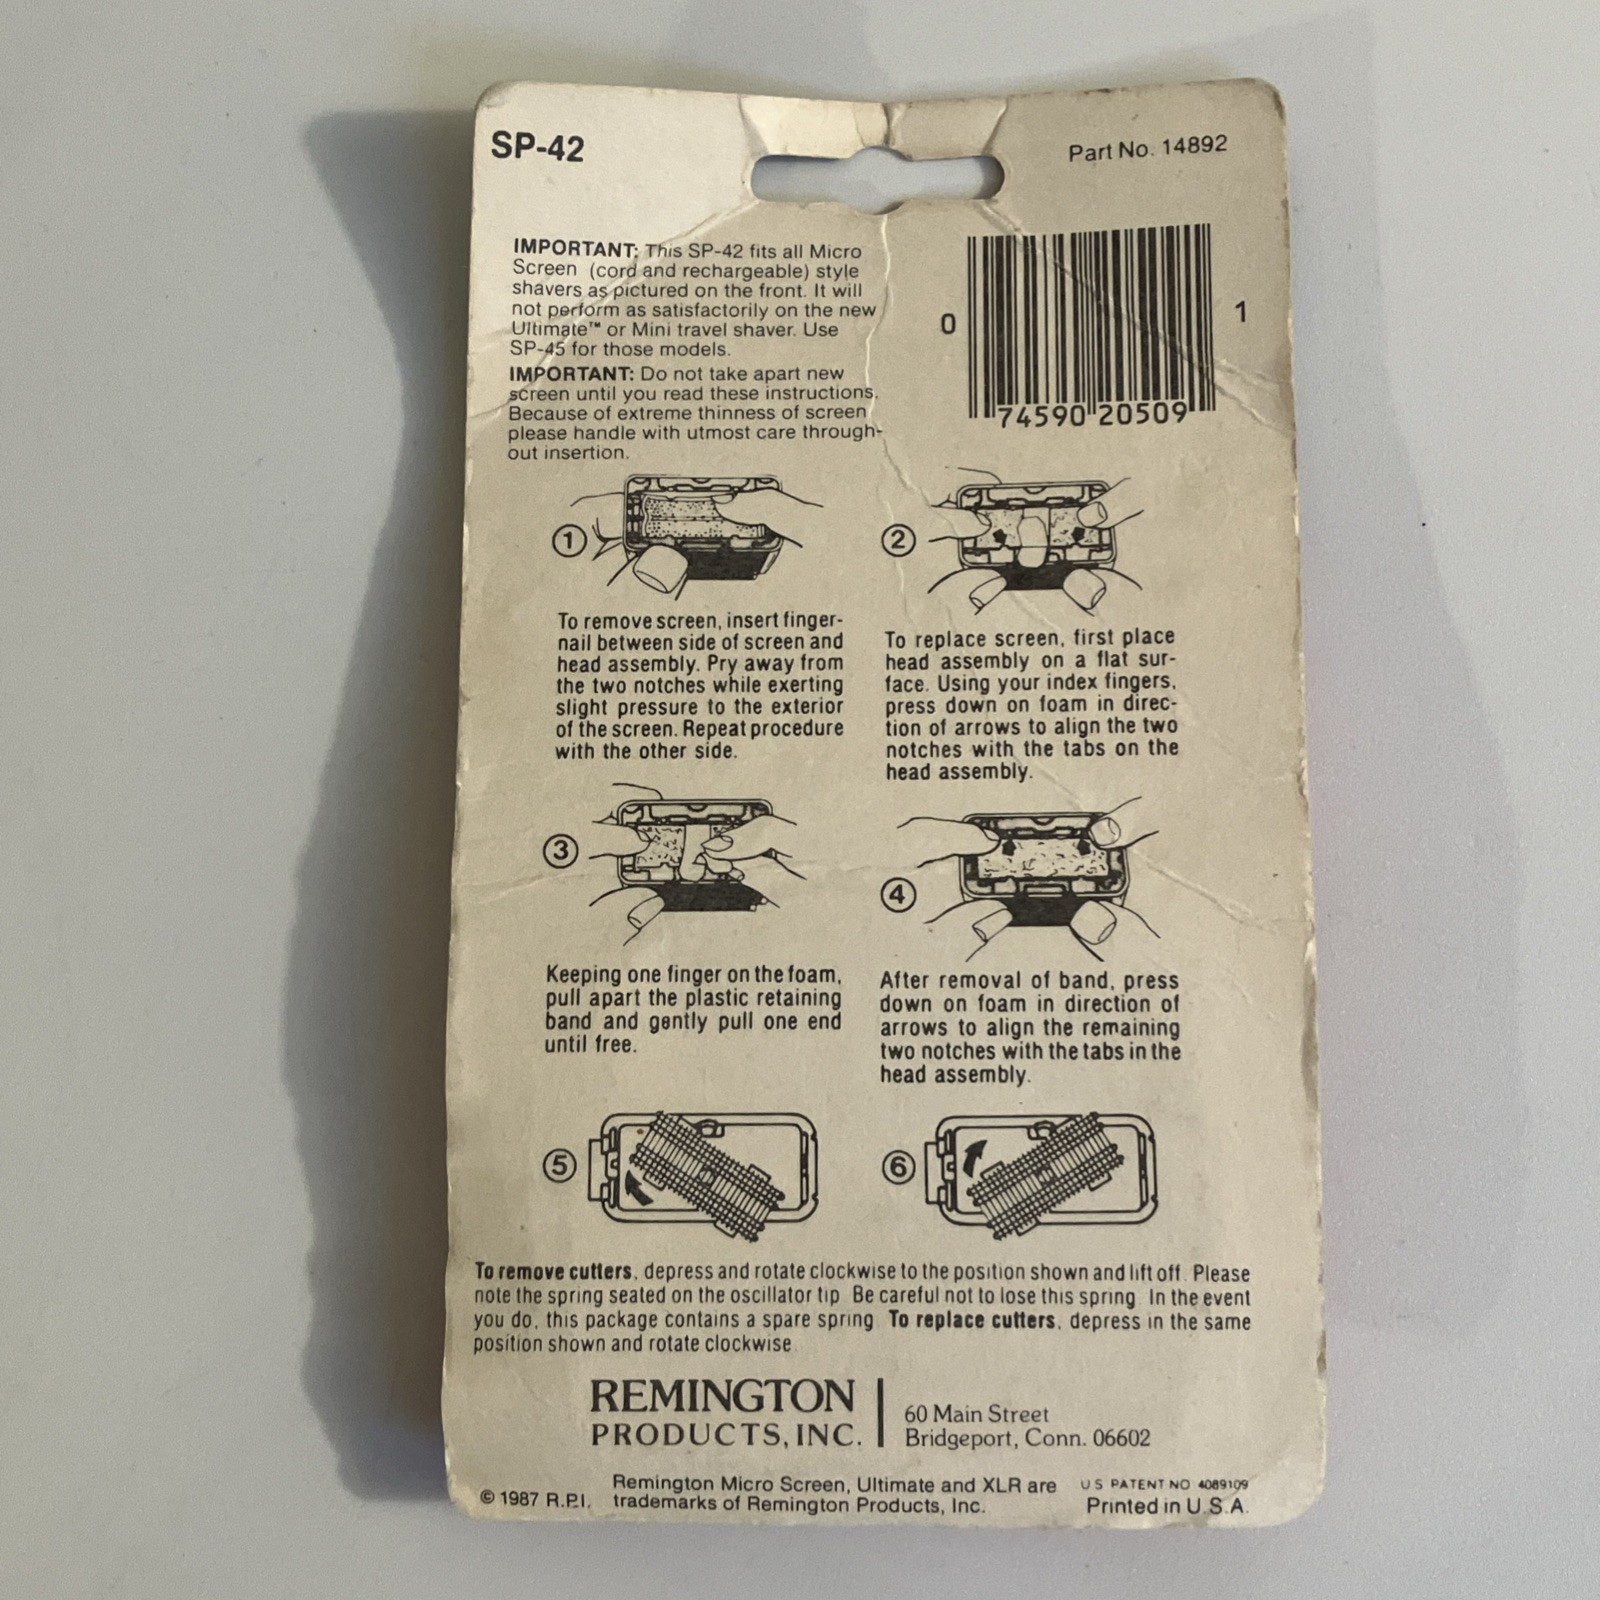 SP-42
Part No. 14892
IMPORTANT: This SP-42 fits all Micro
Screen (cord and rechargeable) style
shavers as pictured on the front. It will
not perform as satisfactorily on the new
Ultimate™ or Mini travel shaver. Use
SP-45 for those models.
IMPORTANT: Do not take apart new
screen until you read these instructions.
Because of extreme thinness of screen
please handle with utmost care through-
out insertion.
0
1
74590 20509
1
To remove screen, insert finger-
nail between side of screen and
head assembly. Pry away from
the two notches while exerting
slight pressure to the exterior
of the screen. Repeat procedure
with the other side.
2
To replace screen, first place
head assembly on a flat sur-
face. Using your index fingers,
press down on foam in direc-
tion of arrows to align the two
notches with the tabs on the
head assembly.
3
Keeping one finger on the foam,
pull apart the plastic retaining
band and gently pull one end
until free.
4
After removal of band, press
down on foam in direction of
arrows to align the remaining
two notches with the tabs in the
head assembly.
5
6
To remove cutters, depress and rotate clockwise to the position shown and lift off. Please
note the spring seated on the oscillator tip. Be careful not to lose this spring. In the event
you do, this package contains a spare spring. To replace cutters, depress in the same
position shown and rotate clockwise.
REMINGTON
PRODUCTS, INC.
60 Main Street
Bridgeport, Conn. 06602
© 1987 R.P.I.
Remington Micro Screen, Ultimate and XLR are
trademarks of Remington Products, Inc.
U S PATENT NO 4089109
Printed in U.S.A.